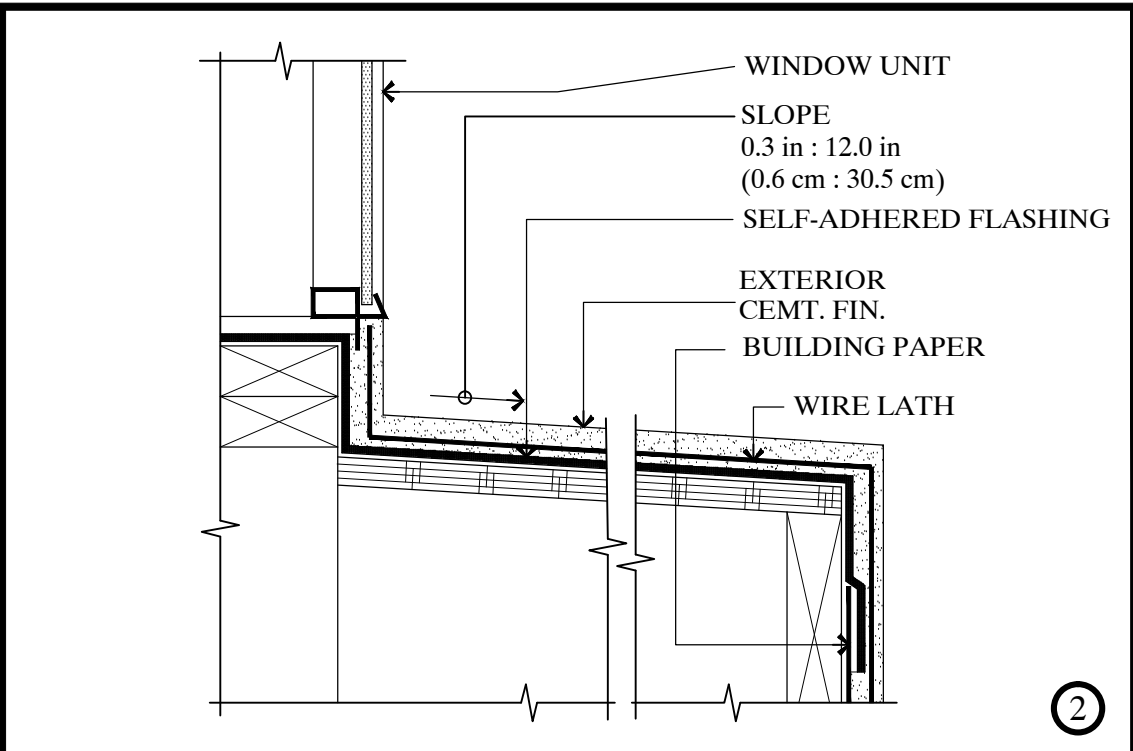 WINDOW UNIT
SLOPE
0.3 in : 12.0 in
(0.6 cm : 30.5 cm)
SELF-ADHERED FLASHING
EXTERIOR
CEMT. FIN.
BUILDING PAPER
WIRE LATH
2